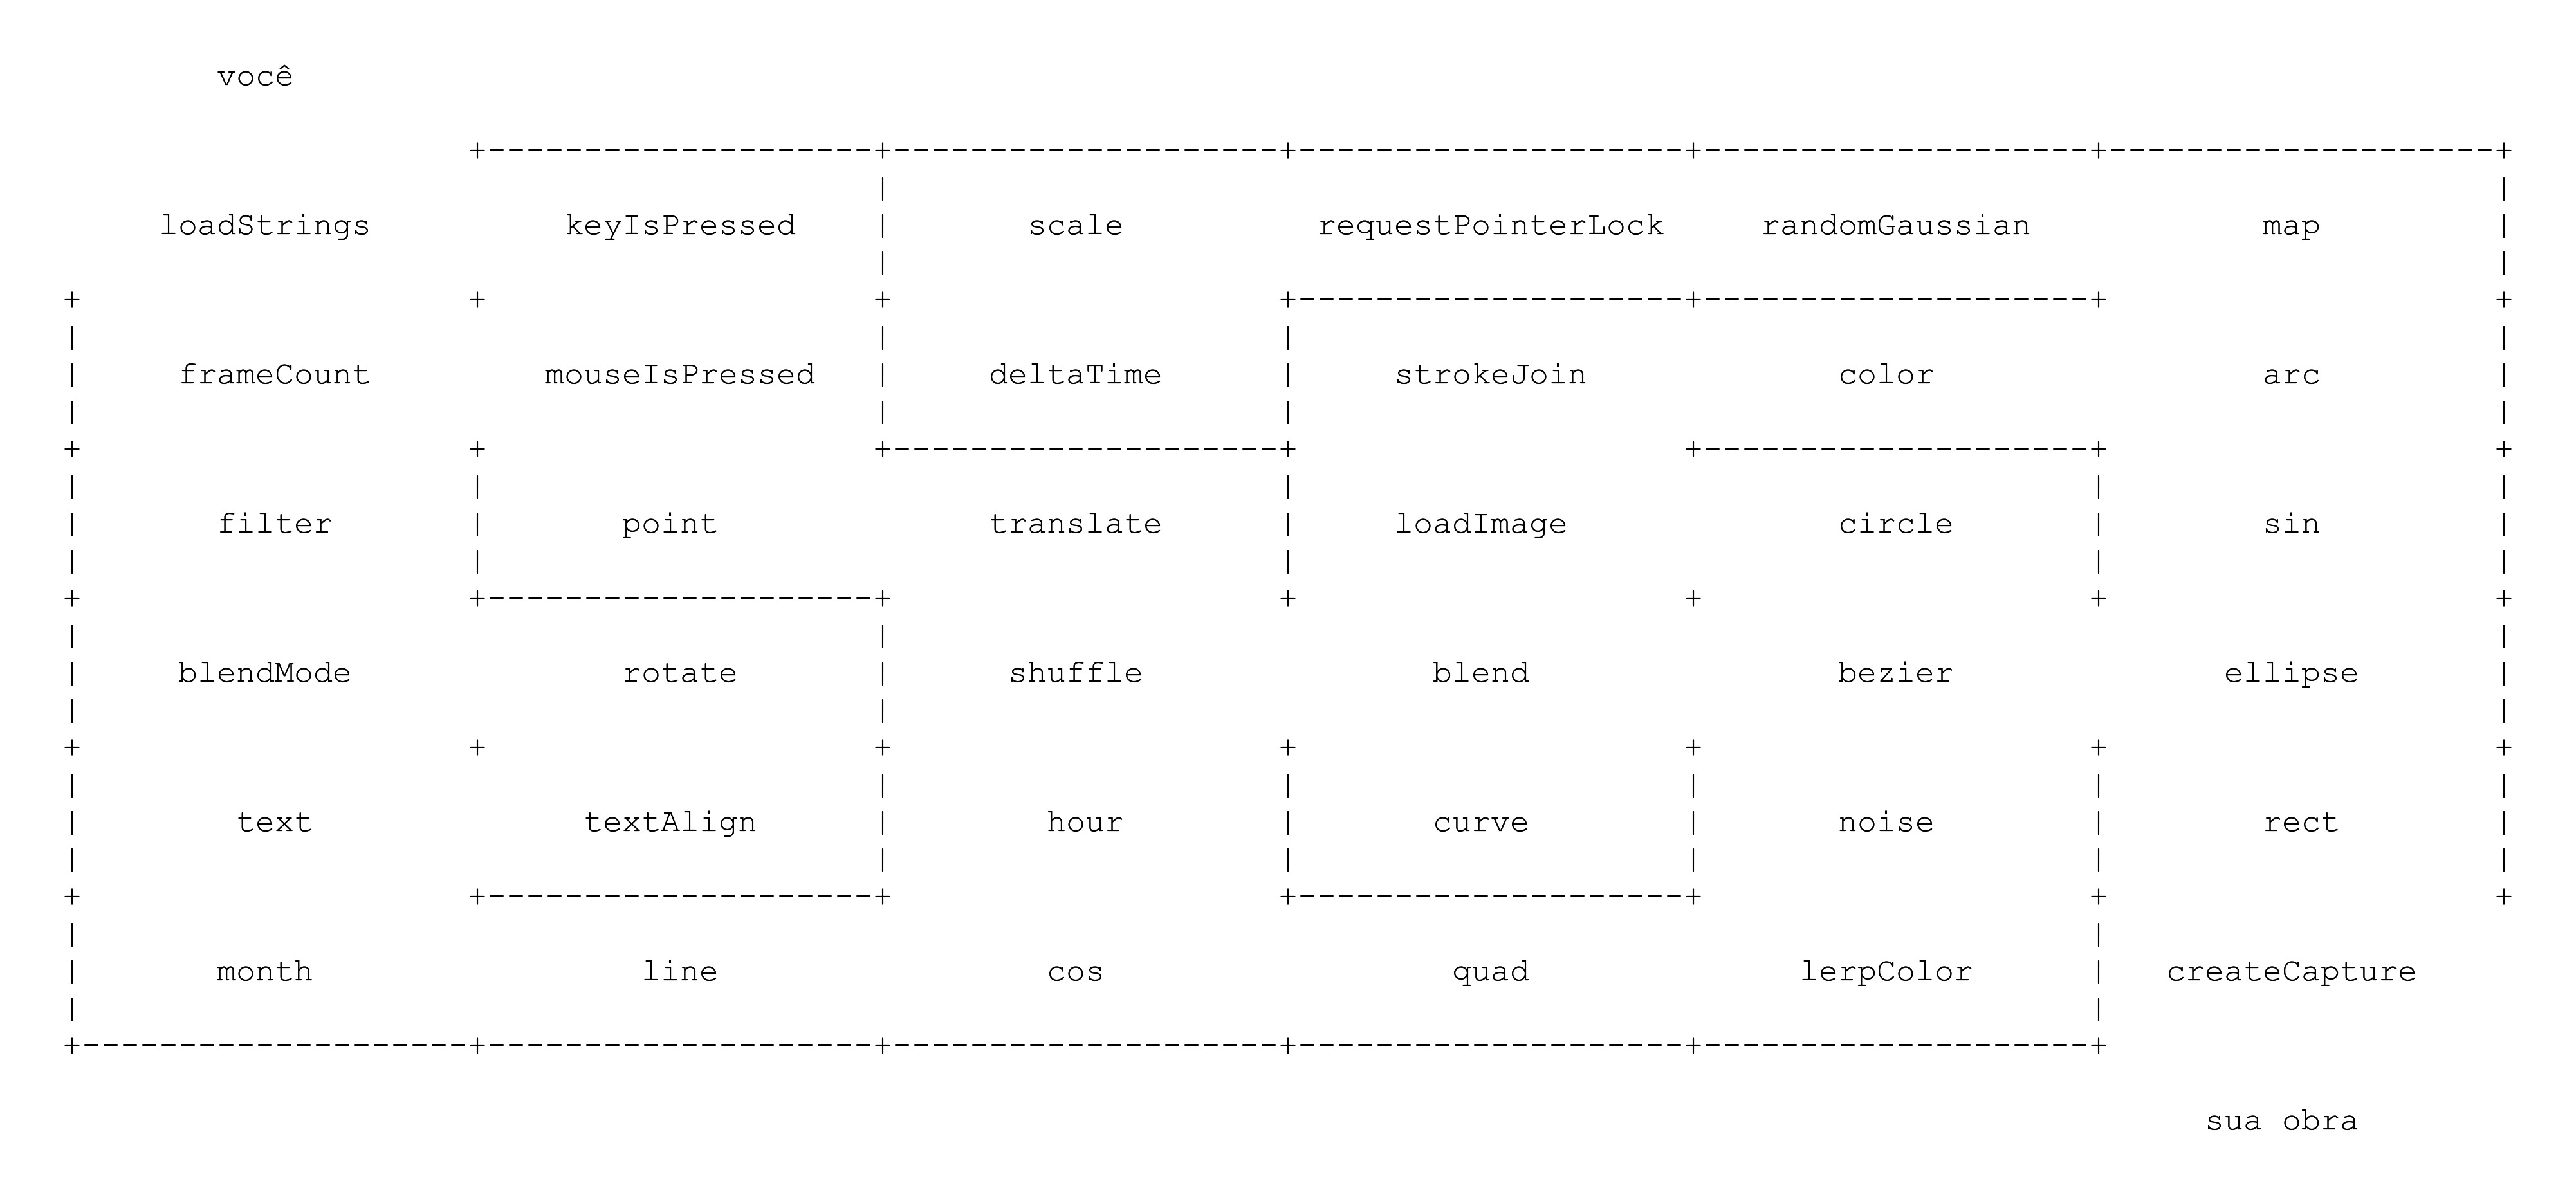 você
loadStrings keyIsPressed scale requestPointerLock randomGaussian map
frameCount mouseIsPressed deltaTime strokeJoin color arc
filter point translate loadImage circle sin
blendMode rotate shuffle blend bezier ellipse
text textAlign hour curve noise rect
month line cos quad lerpColor createCapture
sua obra